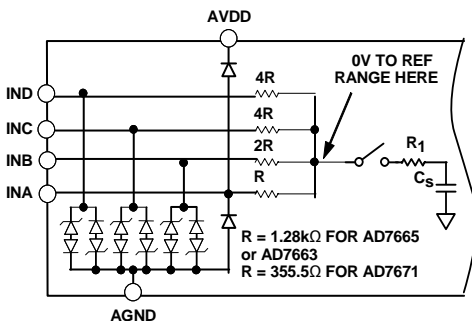 AVDD
0V TO REF
RANGE HERE
IND
4R
INC
4R
INB
2R
R1
INA
R
CS
R = 1.28kΩ FOR AD7665
or AD7663
R = 355.5Ω FOR AD7671
AGND